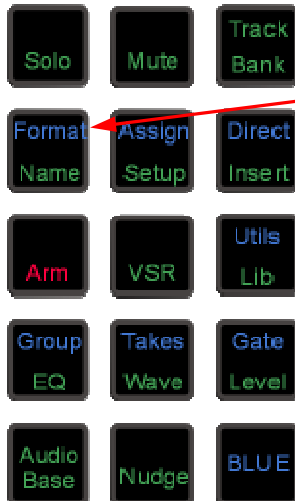 Track
Solo Mute Bank
Format Assign Direct
Name Setup Insert
Utils
Arm VSR Lib
Group Takes Gate
EQ Wave Level
Audio
Base Nudge BLUE